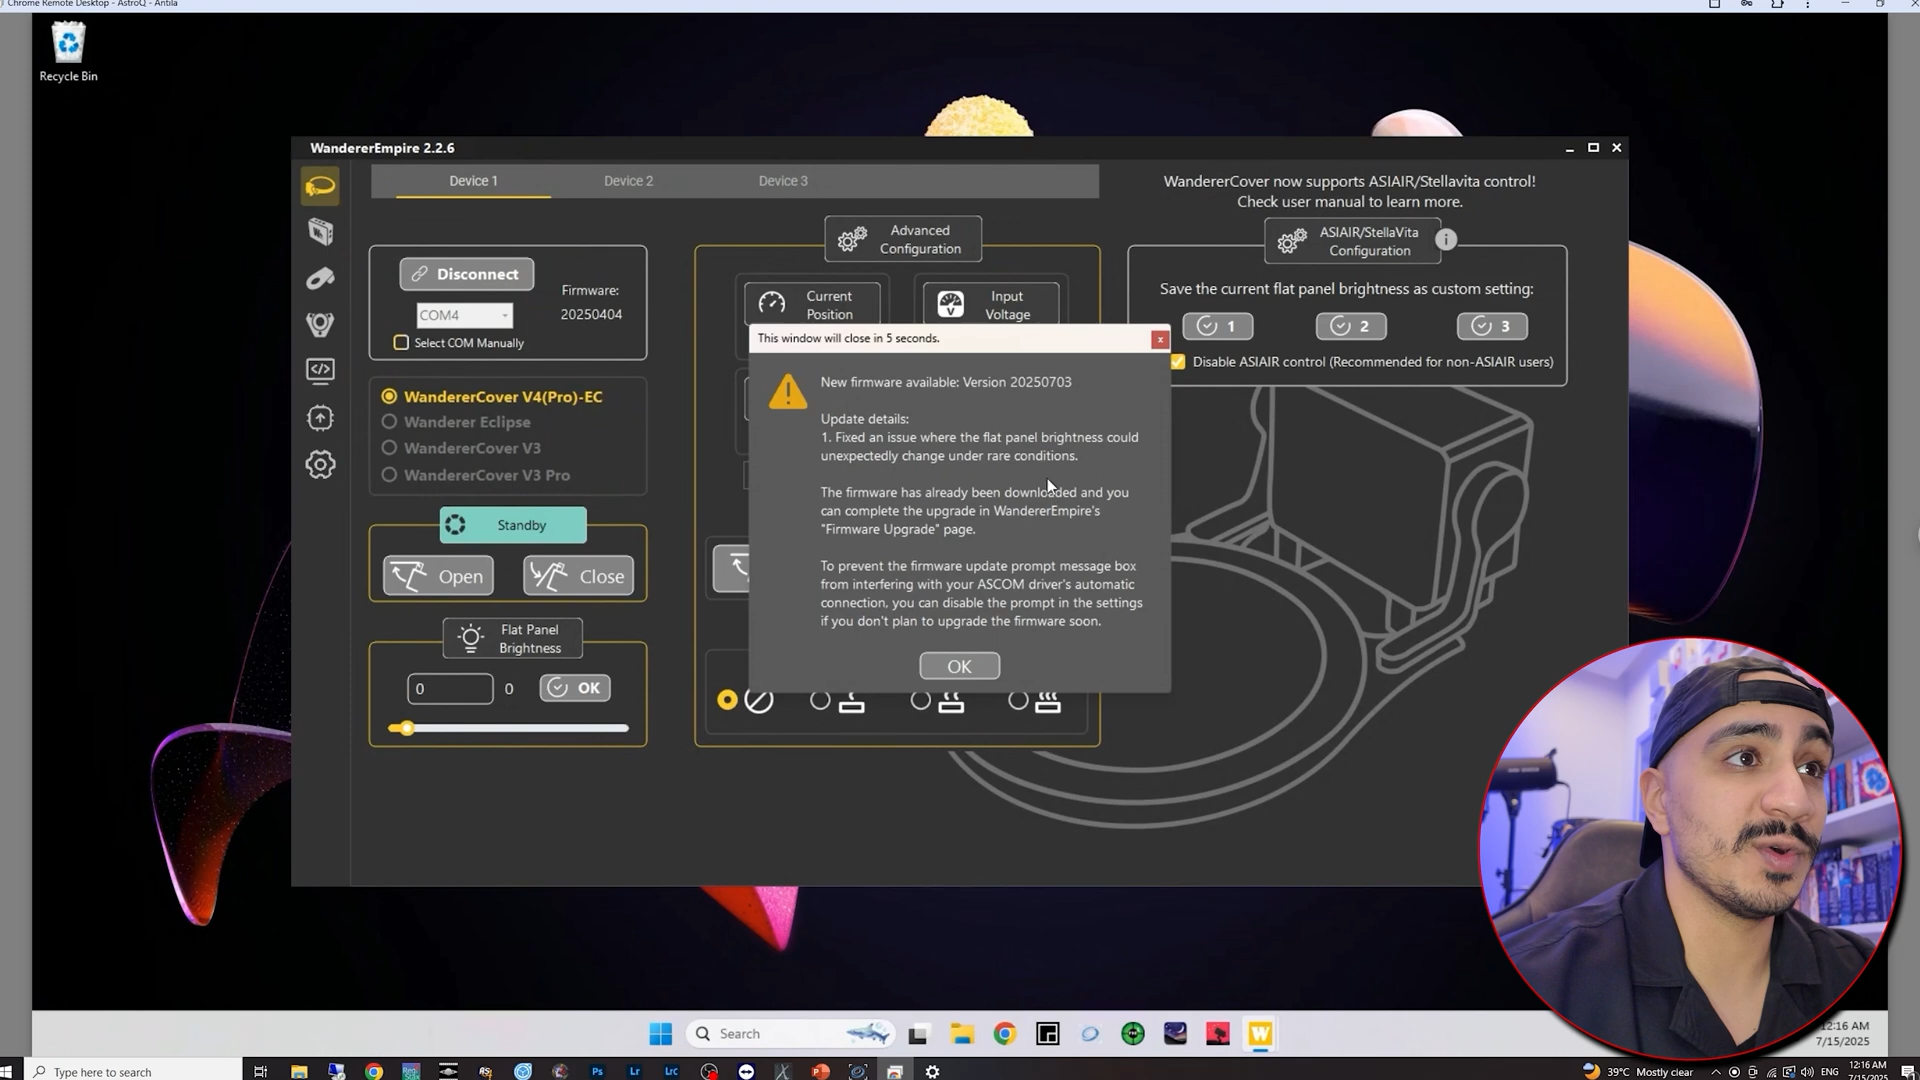 Chrome Remote Desktop - AstroQ - Antila
Recycle Bin
WandererEmpire 2.2.6
Device 1
Device 2
Device 3
WandererCover now supports ASIAIR/Stellavita control!
Check user manual to learn more.
Advanced
Configuration
ASIAIR/StellaVita
Configuration
i
Disconnect
COM4
Select COM Manually
Firmware:
20250404
Current
Position
Input
Voltage
Save the current flat panel brightness as custom setting:
1
2
3
Disable ASIAIR control (Recommended for non-ASIAIR users)
This window will close in 5 seconds.
x
New firmware available: Version 20250703
Update details:
1. Fixed an issue where the flat panel brightness could
unexpectedly change under rare conditions.
The firmware has already been downloaded and you
can complete the upgrade in WandererEmpire's
"Firmware Upgrade" page.
To prevent the firmware update prompt message box
from interfering with your ASCOM driver's automatic
connection, you can disable the prompt in the settings
if you don't plan to upgrade the firmware soon.
OK
WandererCover V4(Pro)-EC
Wanderer Eclipse
WandererCover V3
WandererCover V3 Pro
Standby
Open
Close
Flat Panel
Brightness
0
0
OK
Search
W
12:16 AM
7/15/2025
Type here to search
Ps
Lr
LrC
39°C Mostly clear
ENG
12:16 AM
7/15/2025